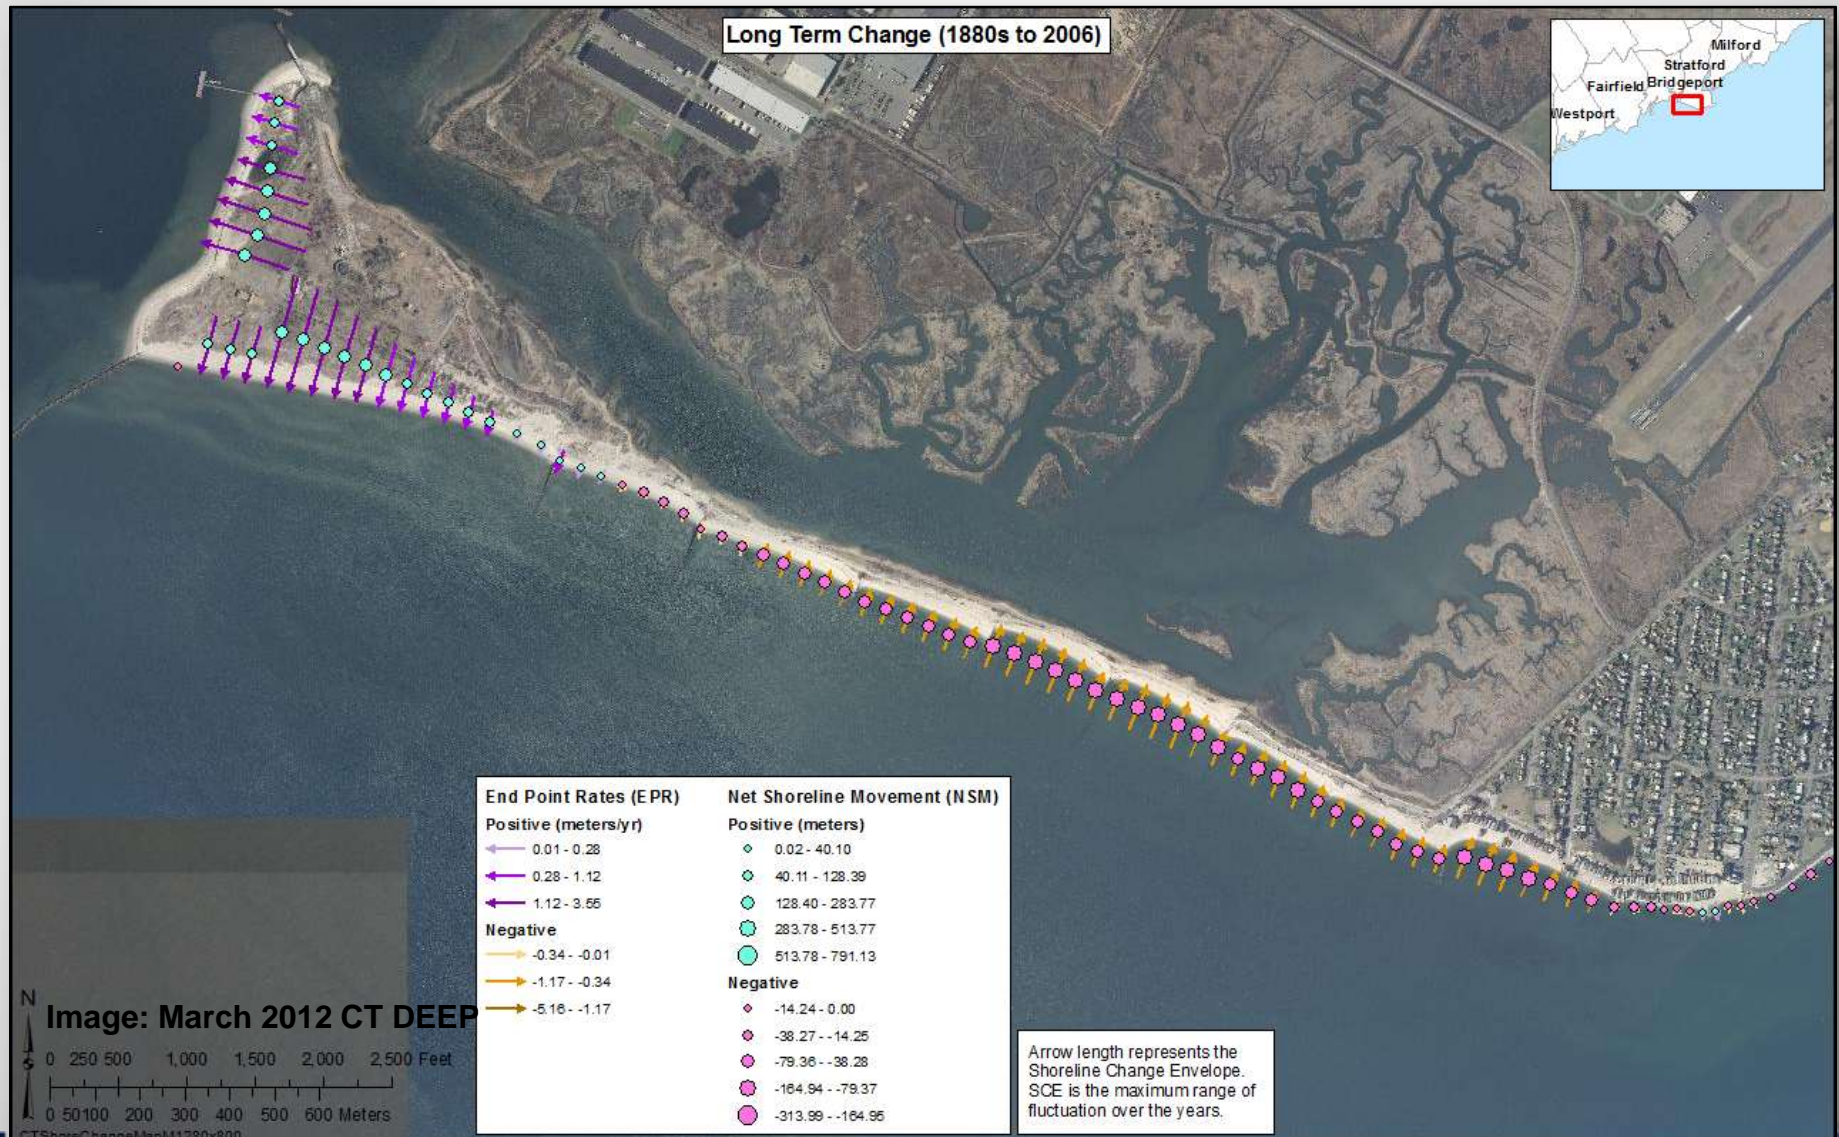 Long Term Change (1880s to 2006)
Milford
Stratford
Fairfield Bridgeport
Westport
End Point Rates (EPR)
Positive (meters/yr)
0.01 - 0.28
0.28 - 1.12
1.12 - 3.55
Negative
-0.34 - -0.01
-1.17 - -0.34
-5.16 - -1.17
Net Shoreline Movement (NSM)
Positive (meters)
0.02 - 40.10
40.11 - 128.39
128.40 - 283.77
283.78 - 513.77
513.78 - 791.13
Negative
-14.24 - 0.00
-38.27 - -14.25
-79.36 - -38.28
-164.94 - -79.37
-313.99 - -164.95
Arrow length represents the
Shoreline Change Envelope.
SCE is the maximum range of
fluctuation over the years.
N
Image: March 2012 CT DEEP
0 250 500 1,000 1,500 2,000 2,500 Feet
0 50 100 200 300 400 500 600 Meters